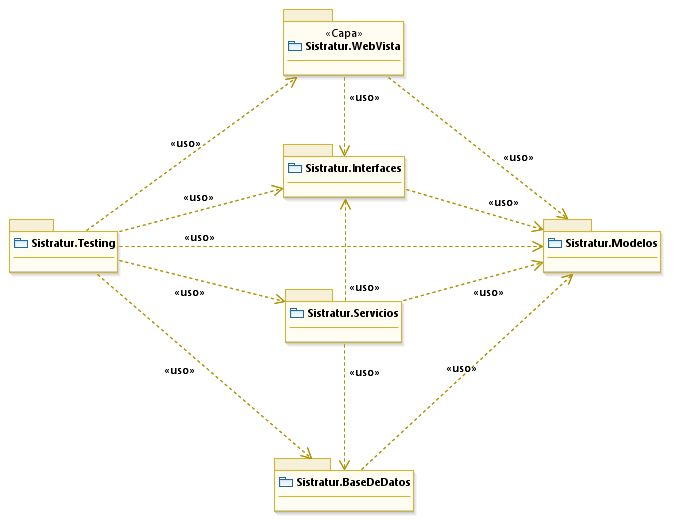 «Capa»
Sistratur.WebVista
«uso»
«uso»
«uso»
Sistratur.Interfaces
«uso»
Sistratur.Testing
«uso»
Sistratur.Modelos
«uso»
«uso»
«uso»
Sistratur.Servicios
«uso»
«uso»
«uso»
Sistratur.BaseDeDatos